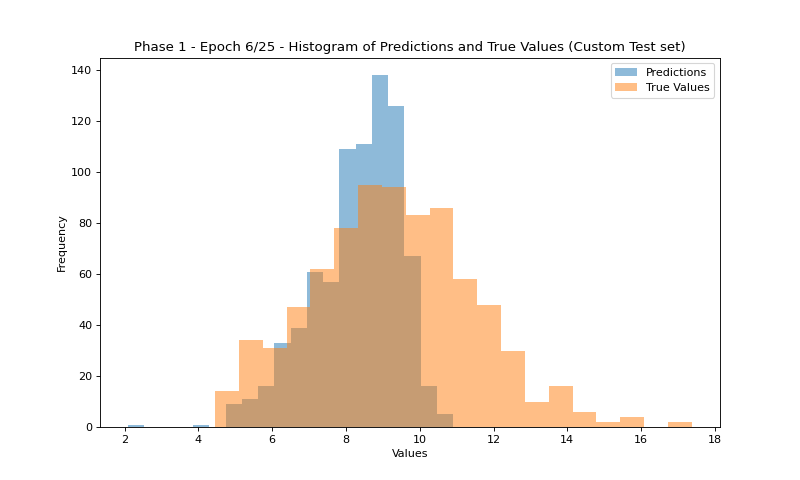 Phase 1 - Epoch 6/25 - Histogram of Predictions and True Values (Custom Test set)
Predictions
True Values
Frequency
140
120
100
80
60
40
20
0
2 4 6 8 10 12 14 16 18
Values